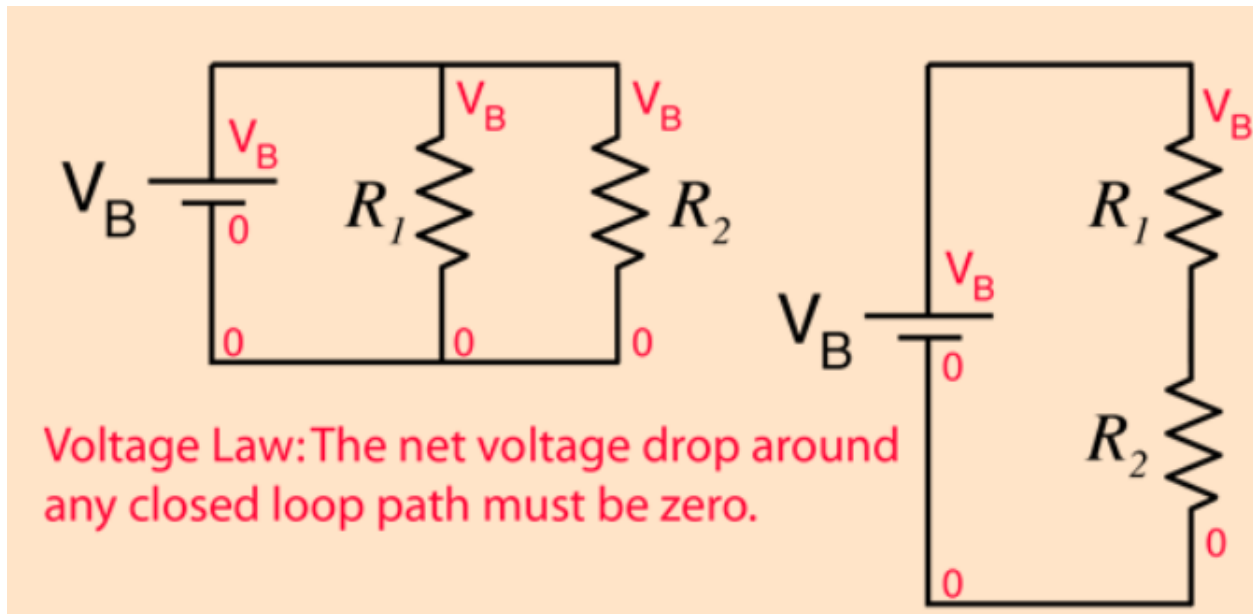 V_B V_B
V_B V_B
V_B R_1 R_2 R_1
0
V_B
0 0 0 V_B
0
Voltage Law: The net voltage drop around R_2
any closed loop path must be zero.
0
0